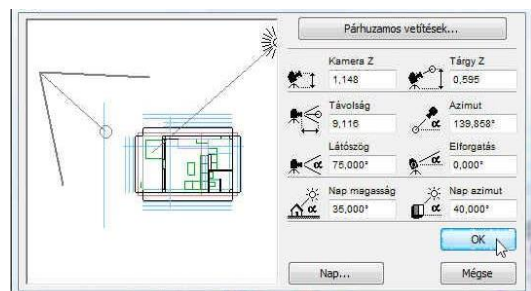 Párhuzamos vetítések...
Kamera Z
Tárgy Z
1,148
0,595
Távolság
Azimut
9,116
139,858°
Látószög
Elforgatás
α
75,000°
α
0,000°
Nap magasság
Nap azimut
α
35,000°
α
40,000°
OK
Nap...
Mégse